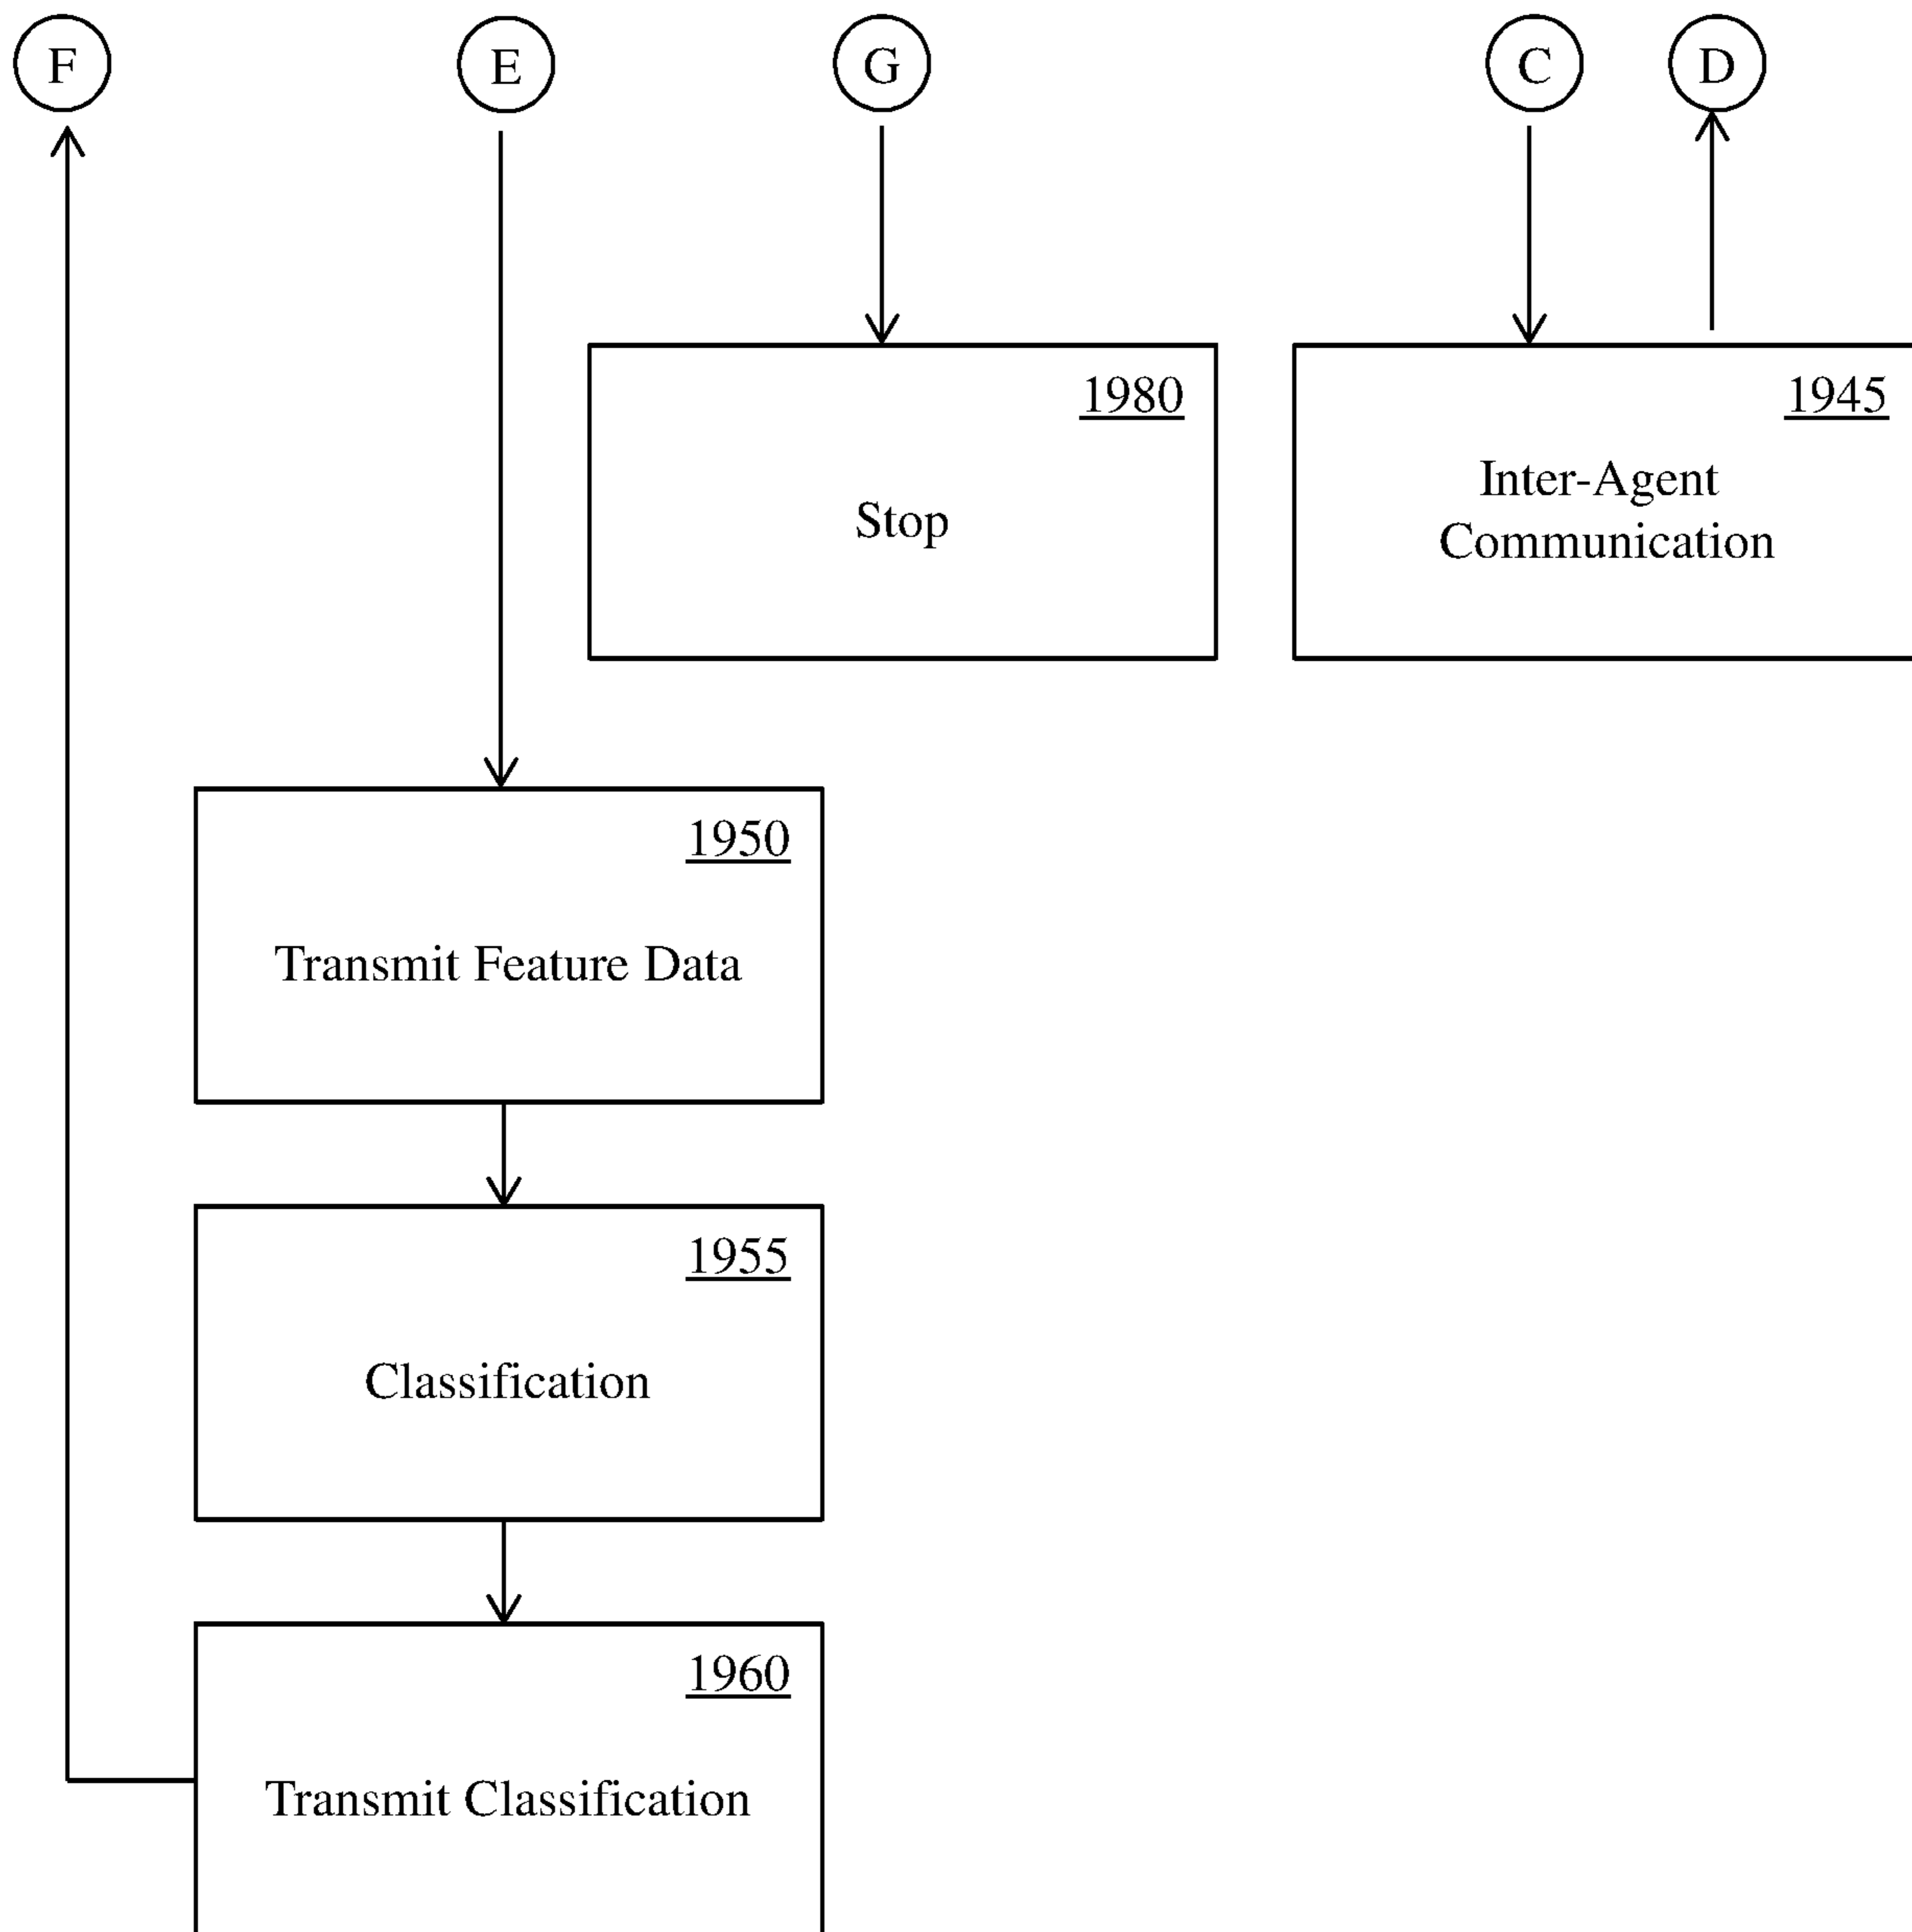 F
E
G
C
D
1980
Stop
1945
Inter-Agent
Communication
1950
Transmit Feature Data
1955
Classification
1960
Transmit Classification